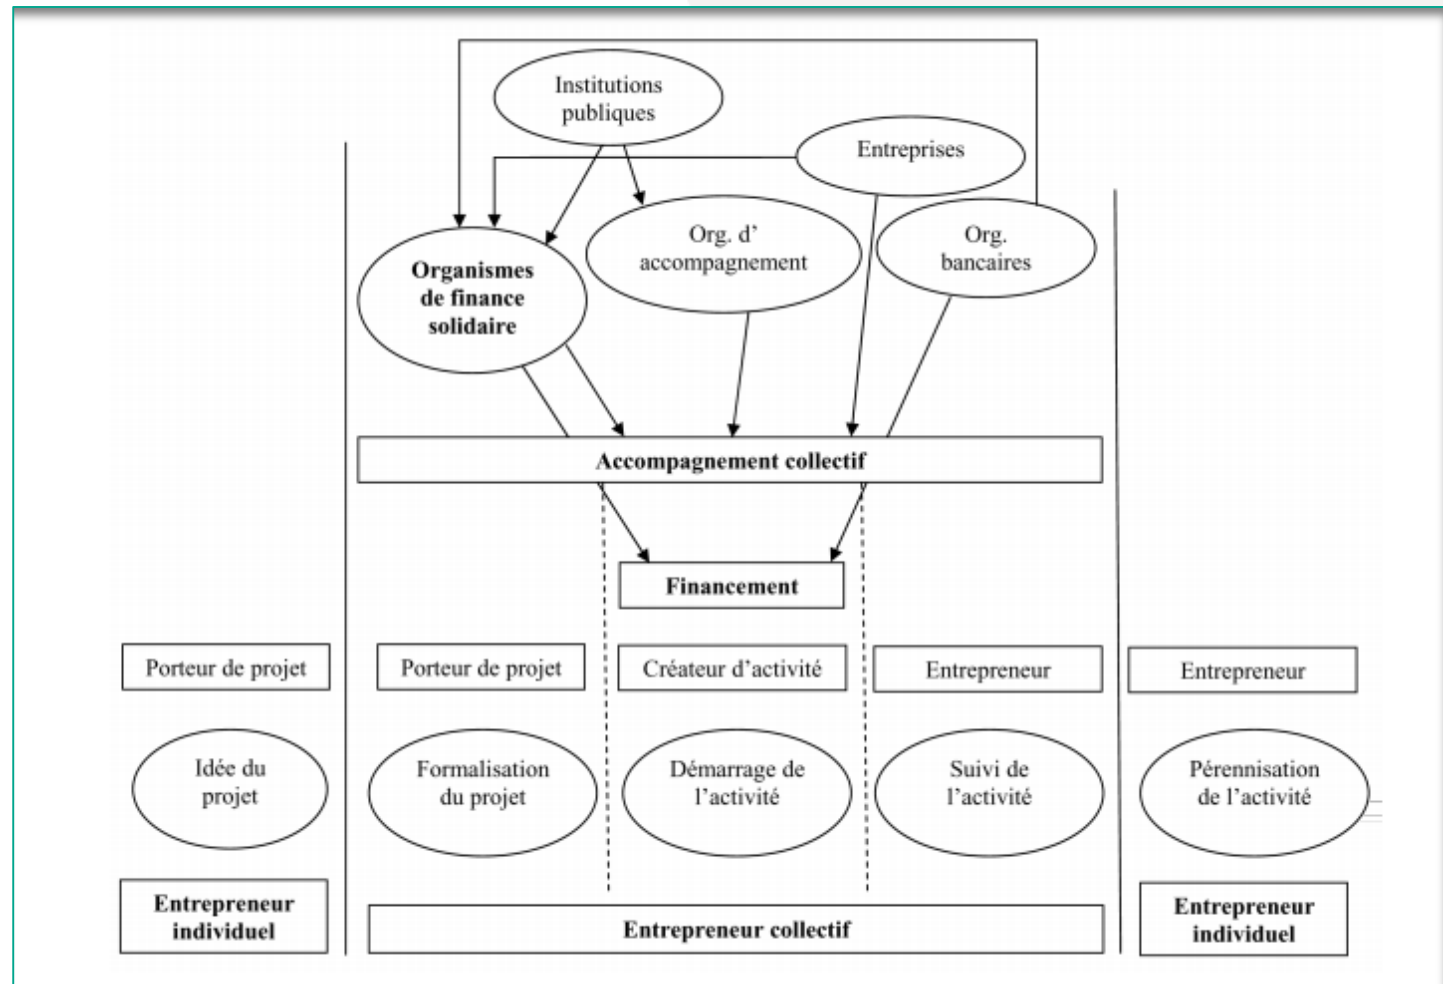 Institutions
publiques
Entreprises
Org. d'
accompagnement
Org.
bancaires
Organismes
de finance
solidaire
Accompagnement collectif
Financement
Porteur de projet
Porteur de projet
Créateur d'activité
Entrepreneur
Entrepreneur
Idée du
projet
Formalisation
du projet
Démarrage de
l'activité
Suivi de
l'activité
Pérennisation
de l'activité
Entrepreneur
individuel
Entrepreneur collectif
Entrepreneur
individuel